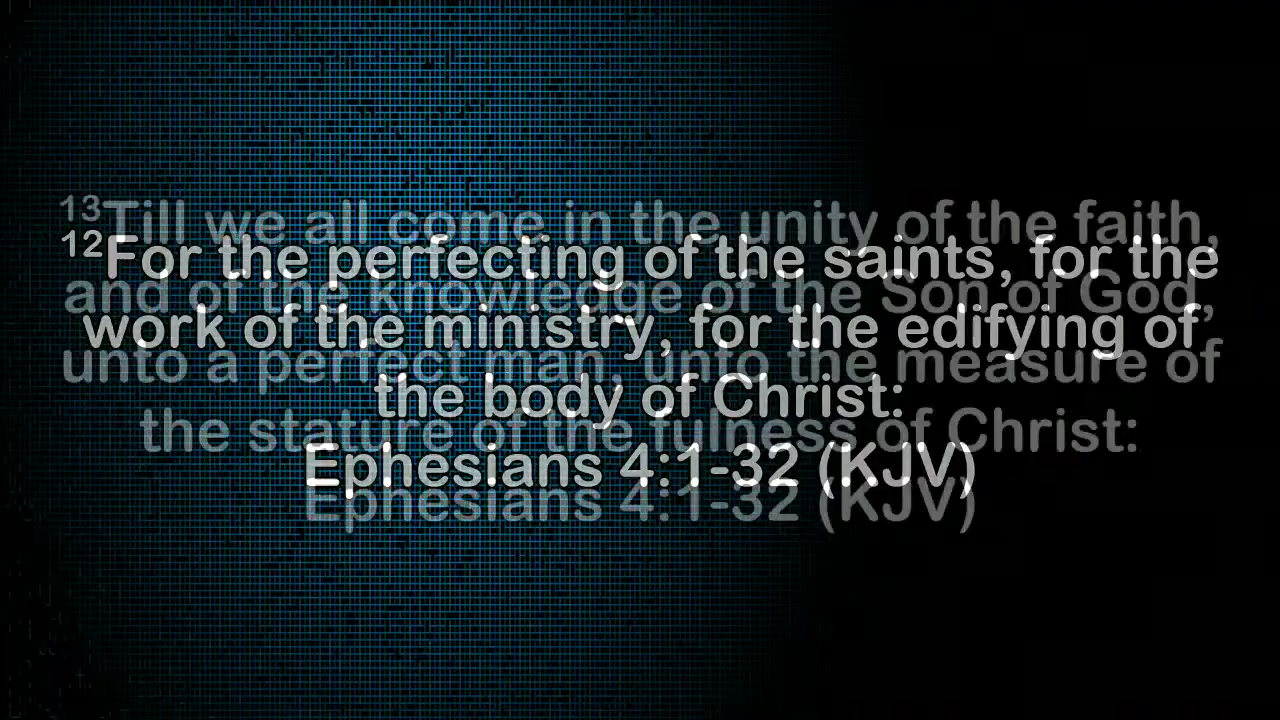 ¹²For the perfecting of the saints, for the
work of the ministry, for the edifying of
the body of Christ:
Ephesians 4:1-32 (KJV)
¹³Till we all come in the unity of the faith,
and of the knowledge of the Son of God,
unto a perfect man, unto the measure of
the stature of the fulness of Christ:
Ephesians 4:1-32 (KJV)